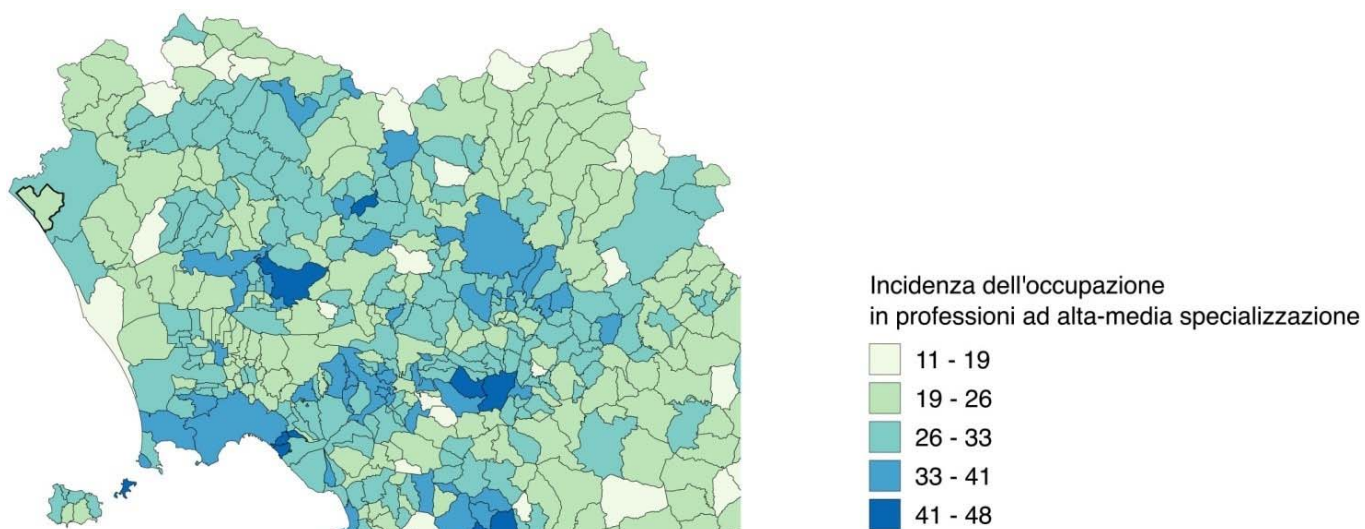 Incidenza dell'occupazione
in professioni ad alta-media specializzazione
11 - 19
19 - 26
26 - 33
33 - 41
41 - 48